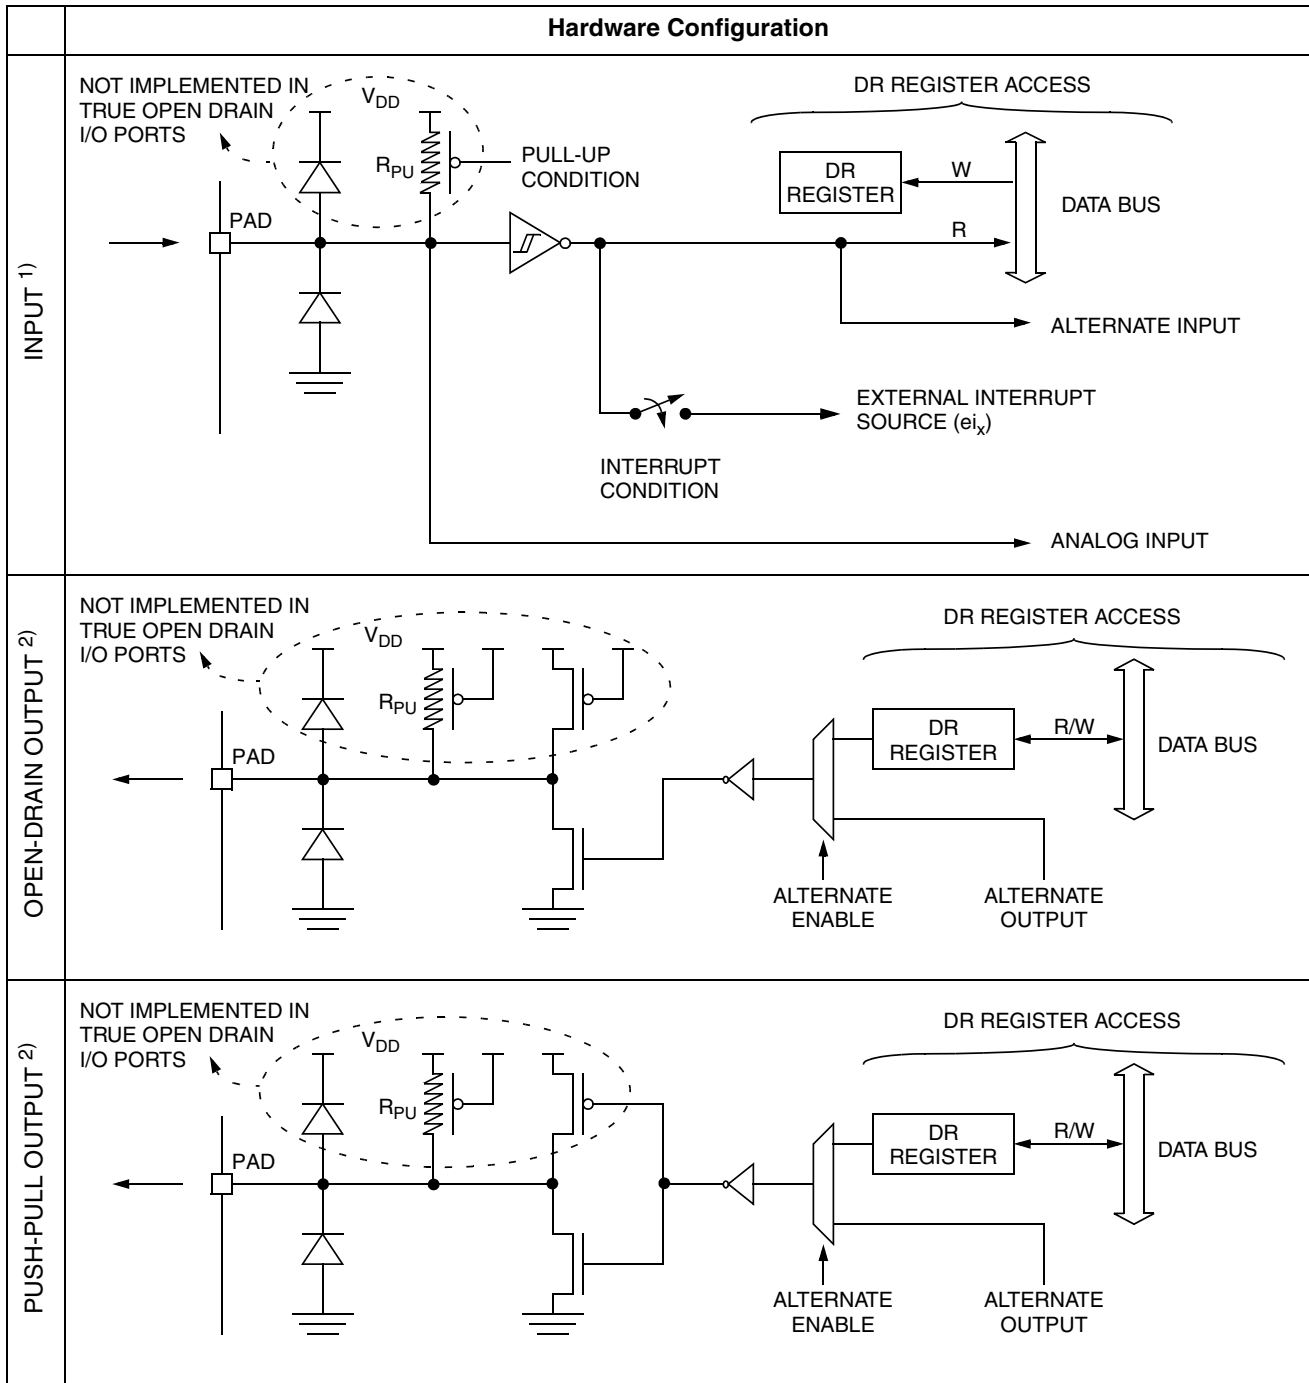 Hardware Configuration
INPUT 1)
NOT IMPLEMENTED IN
TRUE OPEN DRAIN
I/O PORTS
VDD
RPU
PULL-UP
CONDITION
PAD
DR REGISTER ACCESS
DR
REGISTER
W
R
DATA BUS
ALTERNATE INPUT
EXTERNAL INTERRUPT
SOURCE (eix)
INTERRUPT
CONDITION
ANALOG INPUT
OPEN-DRAIN OUTPUT 2)
NOT IMPLEMENTED IN
TRUE OPEN DRAIN
I/O PORTS
VDD
RPU
PAD
DR REGISTER ACCESS
DR
REGISTER
R/W
DATA BUS
ALTERNATE
ENABLE
ALTERNATE
OUTPUT
PUSH-PULL OUTPUT 2)
NOT IMPLEMENTED IN
TRUE OPEN DRAIN
I/O PORTS
VDD
RPU
PAD
DR REGISTER ACCESS
DR
REGISTER
R/W
DATA BUS
ALTERNATE
ENABLE
ALTERNATE
OUTPUT